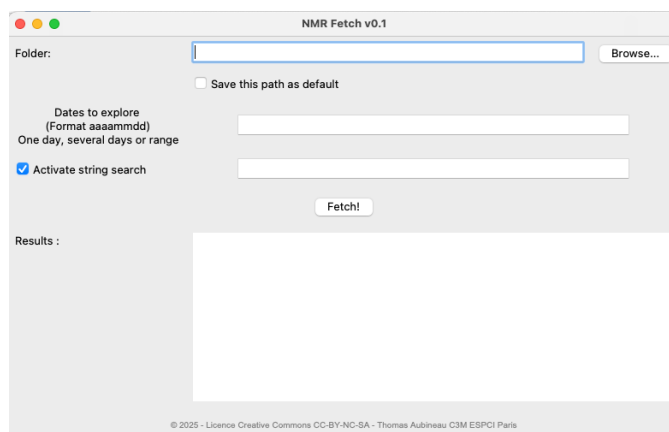 NMR Fetch v0.1
Folder:
Browse...
Save this path as default
Dates to explore
(Format aaaammdd)
One day, several days or range
Activate string search
Fetch!
Results :
© 2025 - Licence Creative Commons CC-BY-NC-SA - Thomas Aubineau C3M ESPCI Paris